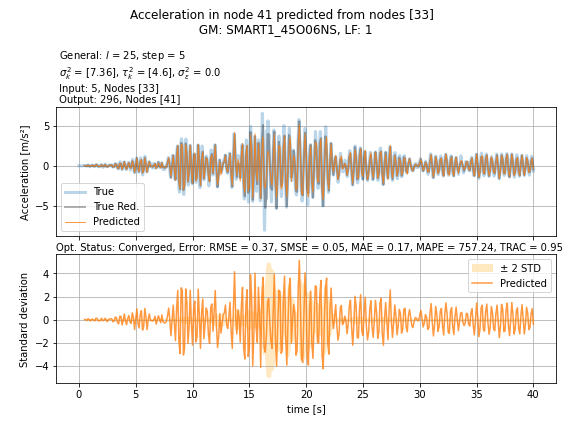 Acceleration in node 41 predicted from nodes [33]
GM: SMART1_45O06NS, LF: 1
General: l = 25, step = 5
σ²ₖ = [7.36], τ²ₖ = [4.6], σ²ε = 0.0
Input: 5, Nodes [33]
Output: 296, Nodes [41]
Acceleration [m/s²]
5
0
−5
True
True Red.
Predicted
Opt. Status: Converged, Error: RMSE = 0.37, SMSE = 0.05, MAE = 0.17, MAPE = 757.24, TRAC = 0.95
Standard deviation
4
2
0
−2
−4
± 2 STD
Predicted
0 5 10 15 20 25 30 35 40
time [s]